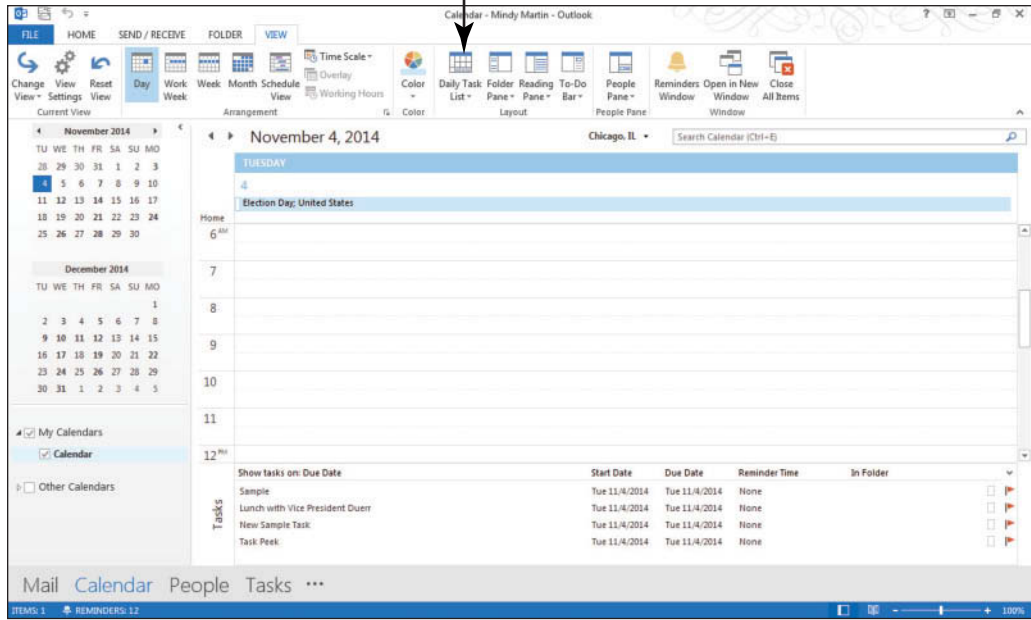 Calendar - Mindy Martin - Outlook
FILE HOME SEND / RECEIVE FOLDER VIEW
Change View View Settings Reset View Day Work Week Week Month Schedule View Time Scale Overlay Working Hours Color Daily Task List Folder Pane Reading Pane To-Do Bar People Pane Reminders Window Open in New Window Close All Items
Current View Arrangement Color Layout People Pane Window
November 2014
TU WE TH FR SA SU MO
28 29 30 31 1 2 3
4 5 6 7 8 9 10
11 12 13 14 15 16 17
18 19 20 21 22 23 24
25 26 27 28 29 30
December 2014
TU WE TH FR SA SU MO
1
2 3 4 5 6 7 8
9 10 11 12 13 14 15
16 17 18 19 20 21 22
23 24 25 26 27 28 29
30 31 1 2 3 4 5
My Calendars
Calendar
Other Calendars
November 4, 2014 Chicago, IL Search Calendar (Ctrl+E)
TUESDAY
4
Election Day; United States
Home
6 AM
7
8
9
10
11
12 PM
Tasks
Show tasks on: Due Date Start Date Due Date Reminder Time In Folder
Sample Tue 11/4/2014 Tue 11/4/2014 None
Lunch with Vice President Duerr Tue 11/4/2014 Tue 11/4/2014 None
New Sample Task Tue 11/4/2014 Tue 11/4/2014 None
Task Peek Tue 11/4/2014 Tue 11/4/2014 None
Mail Calendar People Tasks •••
ITEMS: 1 REMINDERS: 12 100%